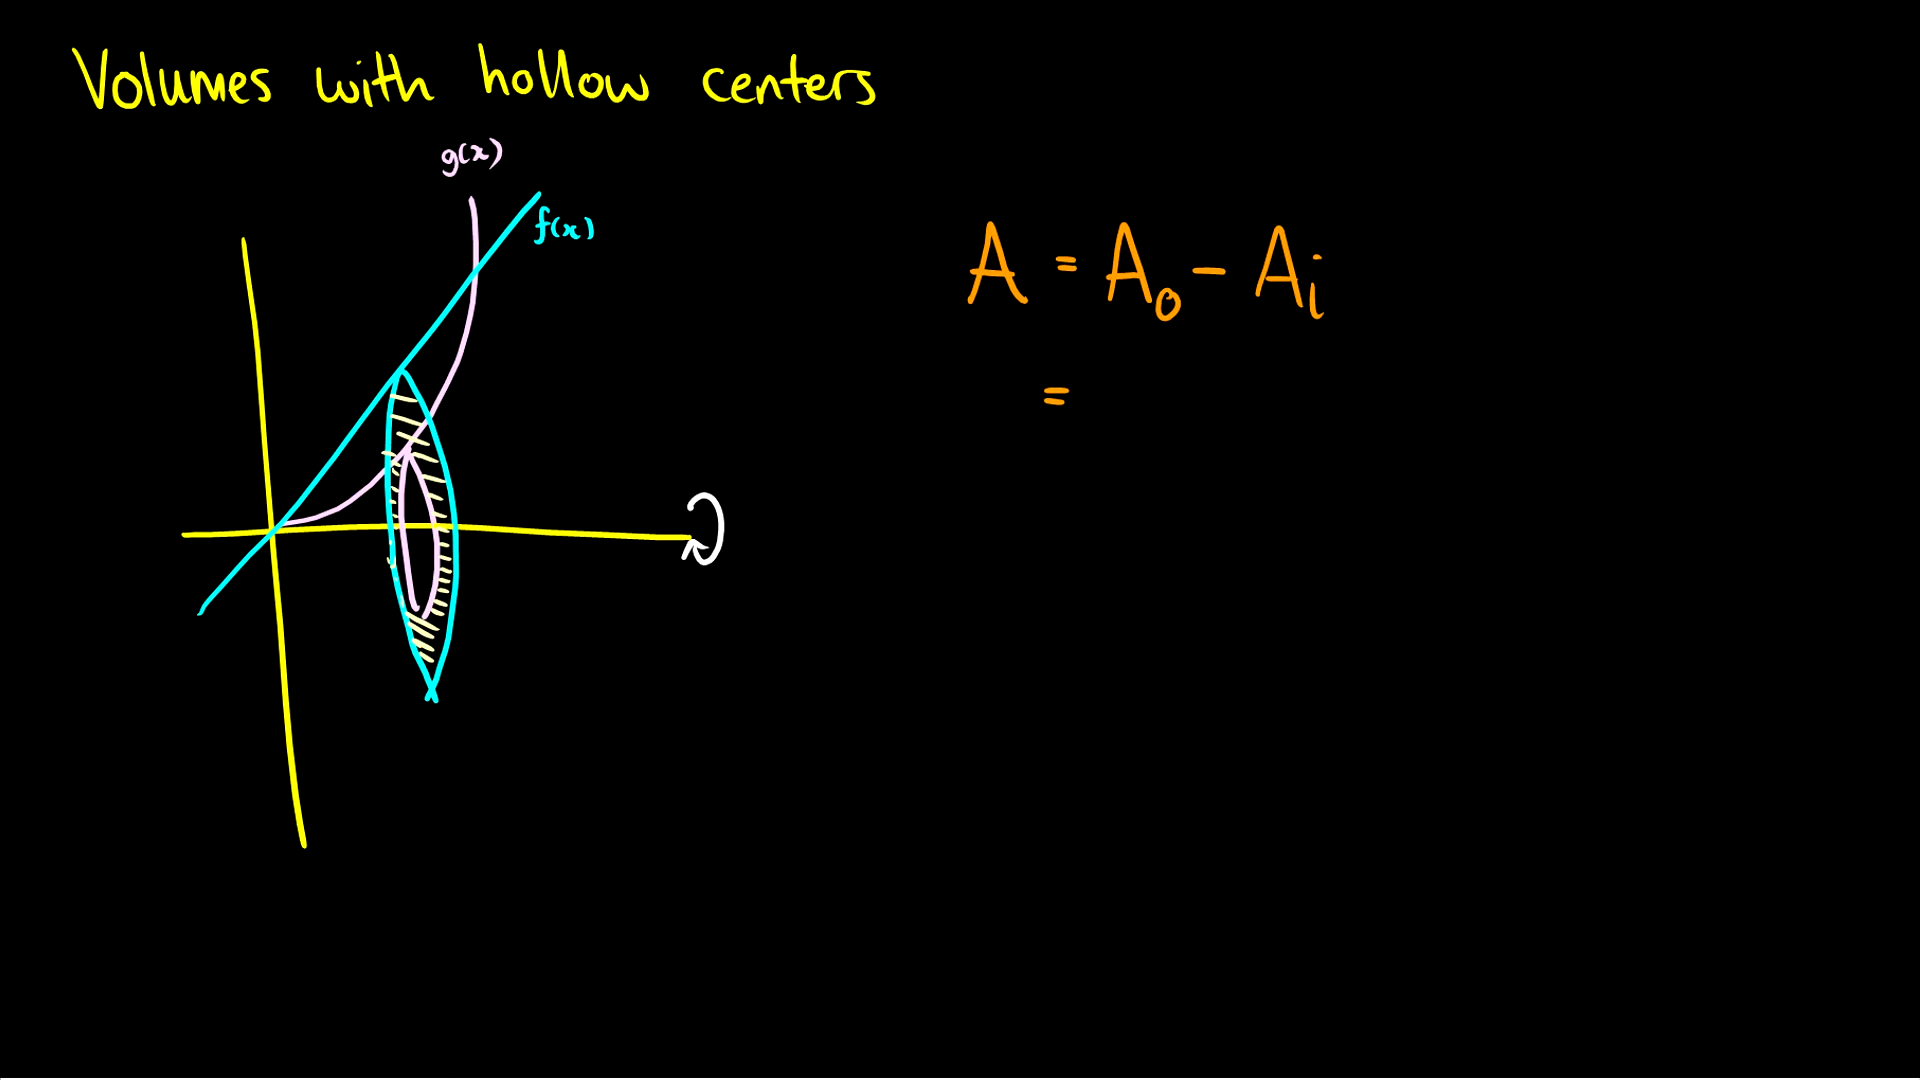 Volumes with hollow centers
g(x)
f(x)
A = A₀ - Aᵢ
=